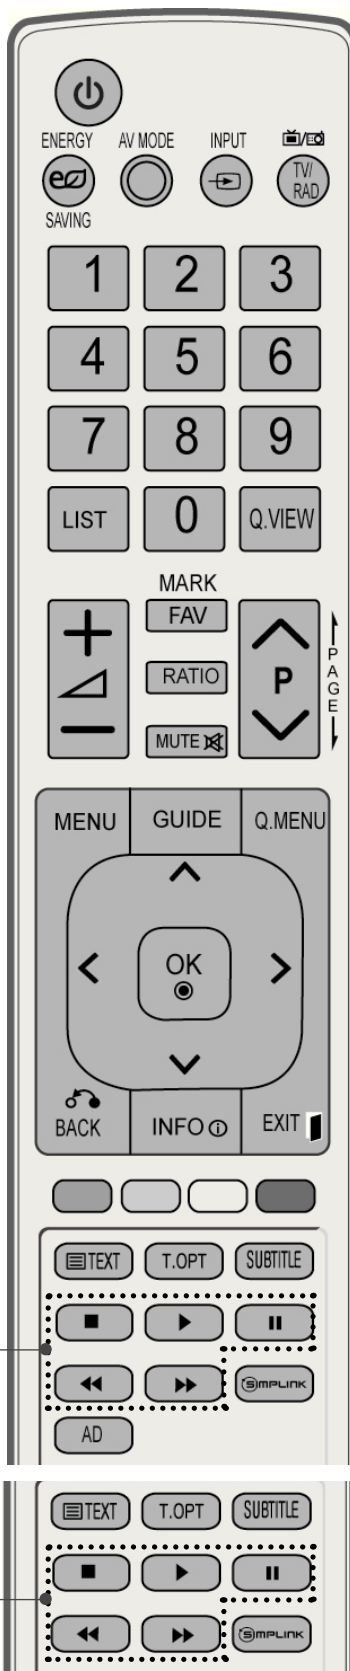 ENERGY AV MODE INPUT
TV/
RAD
SAVING
1 2 3
4 5 6
7 8 9
LIST 0 Q.VIEW
MARK
FAV
RATIO
P
PAGE
MUTE
MENU GUIDE Q.MENU
OK
BACK INFO EXIT
TEXT T.OPT SUBTITLE
SIMPLINK
AD
TEXT T.OPT SUBTITLE
SIMPLINK